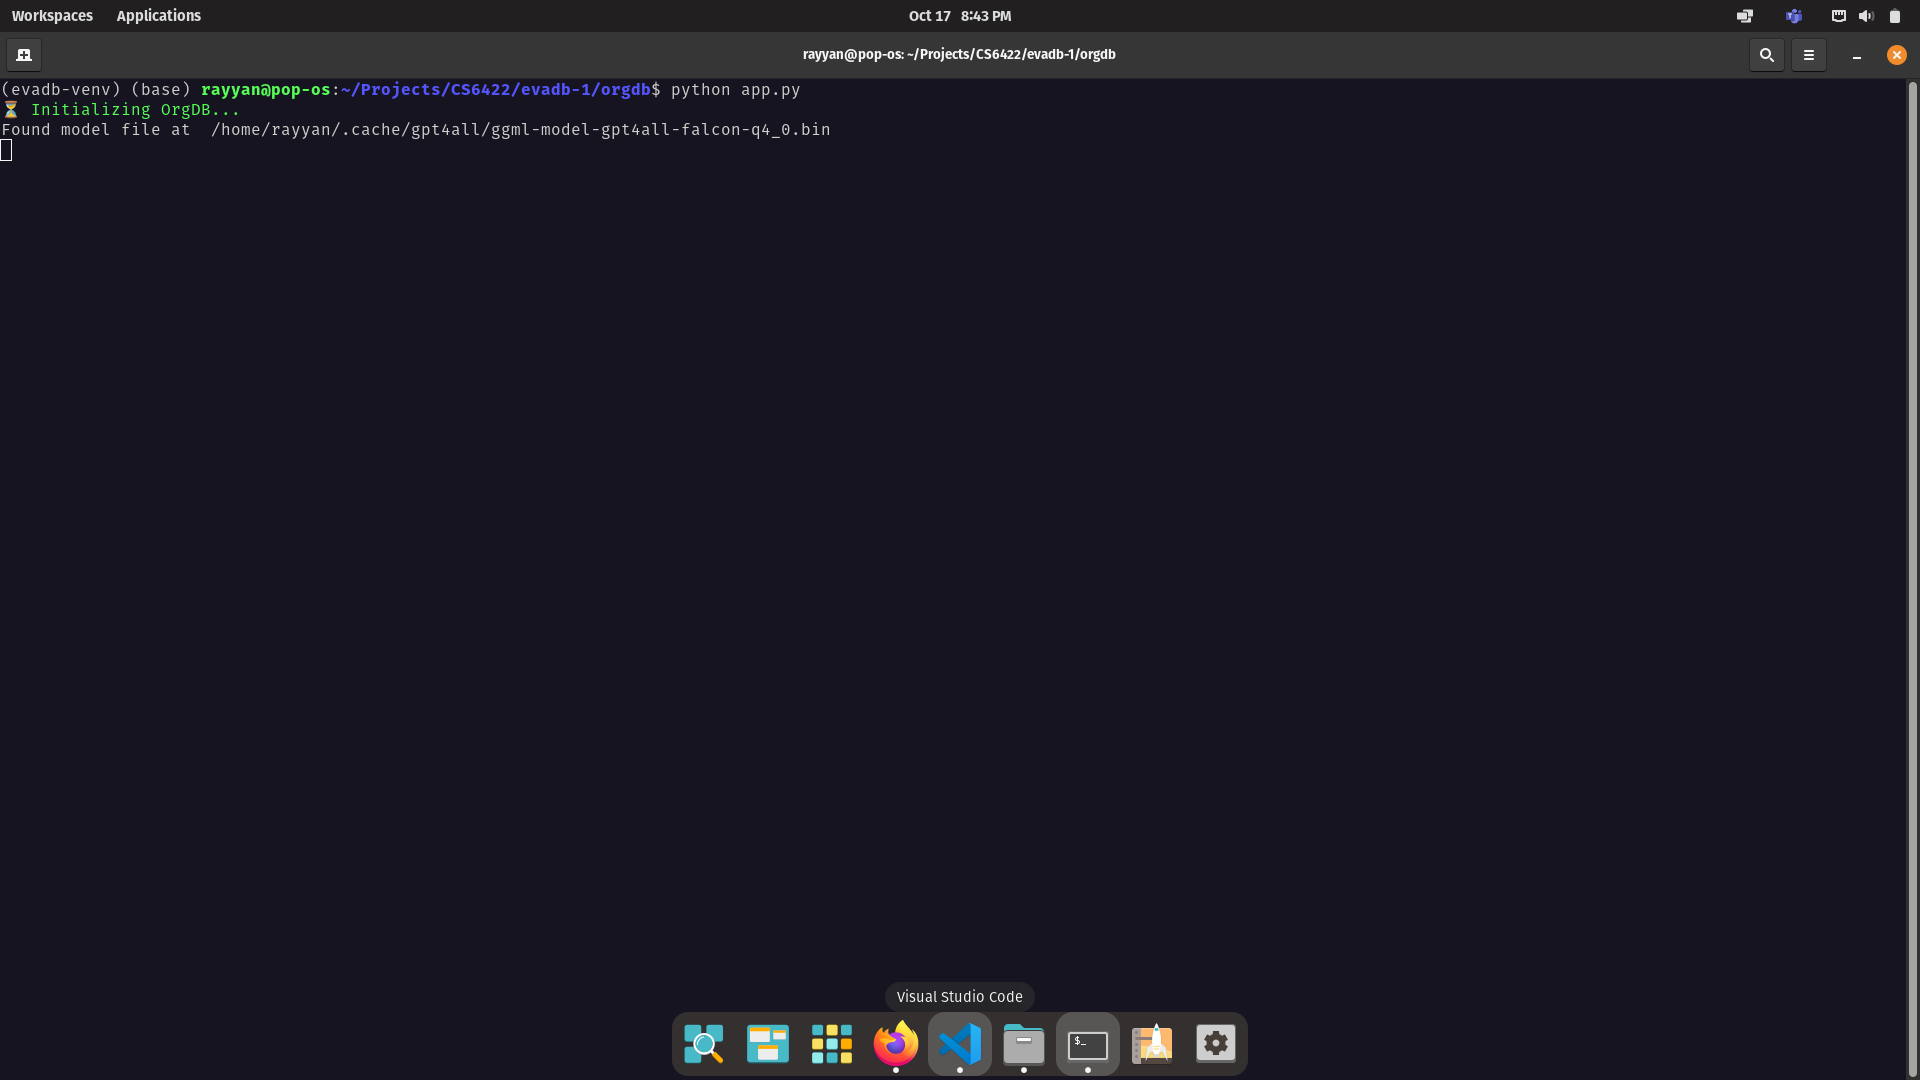 Workspaces Applications Oct 17 8:43 PM
rayyan@pop-os: ~/Projects/CS6422/evadb-1/orgdb
(evadb-venv) (base) rayyan@pop-os:~/Projects/CS6422/evadb-1/orgdb$ python app.py
⏳ Initializing OrgDB...
Found model file at  /home/rayyan/.cache/gpt4all/ggml-model-gpt4all-falcon-q4_0.bin
Visual Studio Code
$_